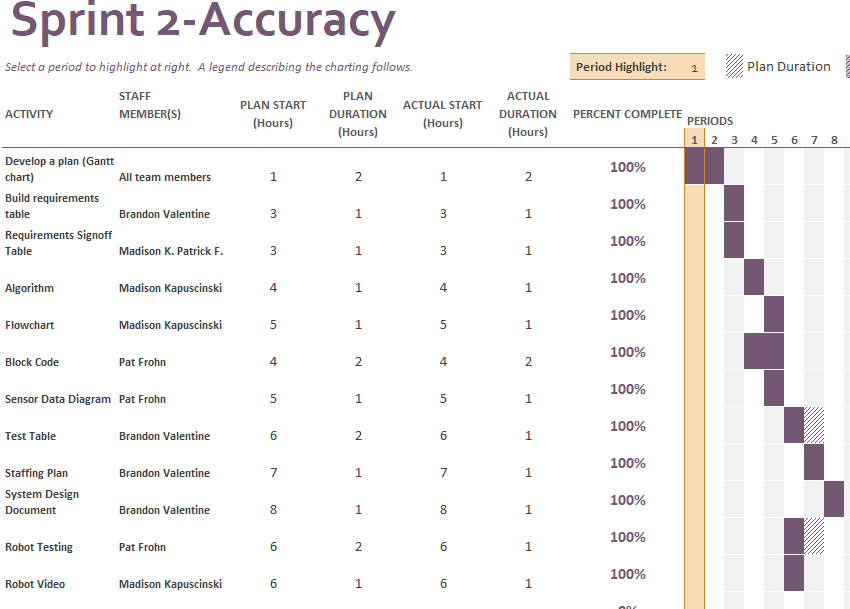 Sprint 2-Accuracy
Select a period to highlight at right.  A legend describing the charting follows.
Period Highlight: 1
Plan Duration
ACTIVITY
STAFF
MEMBER(S)
PLAN START
(Hours)
PLAN
DURATION
(Hours)
ACTUAL START
(Hours)
ACTUAL
DURATION
(Hours)
PERCENT COMPLETE
PERIODS
1 2 3 4 5 6 7 8
Develop a plan (Gantt
chart) All team members 1 2 1 2 100%
Build requirements
table Brandon Valentine 3 1 3 1 100%
Requirements Signoff
Table Madison K. Patrick F. 3 1 3 1 100%
Algorithm Madison Kapuscinski 4 1 4 1 100%
Flowchart Madison Kapuscinski 5 1 5 1 100%
Block Code Pat Frohn 4 2 4 2 100%
Sensor Data Diagram Pat Frohn 5 1 5 1 100%
Test Table Brandon Valentine 6 2 6 1 100%
Staffing Plan Brandon Valentine 7 1 7 1 100%
System Design
Document Brandon Valentine 8 1 8 1 100%
Robot Testing Pat Frohn 6 2 6 1 100%
Robot Video Madison Kapuscinski 6 1 6 1 100%